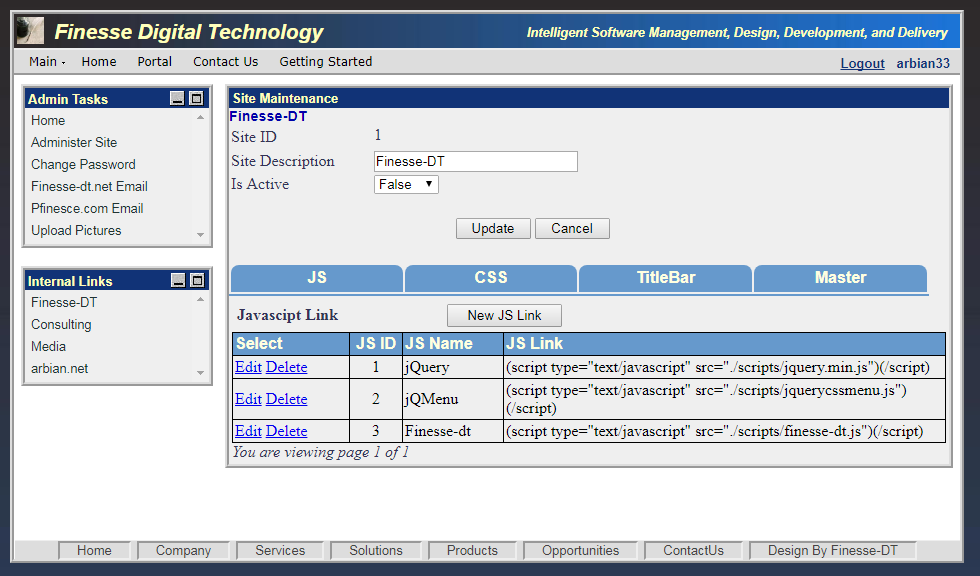 Finesse Digital Technology
Intelligent Software Management, Design, Development, and Delivery
Main Home Portal Contact Us Getting Started
Logout arbian33
Admin Tasks
Home
Administer Site
Change Password
Finesse-dt.net Email
Pfinesce.com Email
Upload Pictures
Internal Links
Finesse-DT
Consulting
Media
arbian.net
Site Maintenance
Finesse-DT
Site ID 1
Site Description Finesse-DT
Is Active False
Update Cancel
JS CSS TitleBar Master
Javascipt Link New JS Link
Select JS ID JS Name JS Link
Edit Delete 1 jQuery (script type="text/javascript" src="./scripts/jquery.min.js")(/script)
Edit Delete 2 jQMenu (script type="text/javascript" src="./scripts/jquerycssmenu.js")
(/script)
Edit Delete 3 Finesse-dt (script type="text/javascript" src="./scripts/finesse-dt.js")(/script)
You are viewing page 1 of 1
Home Company Services Solutions Products Opportunities ContactUs Design By Finesse-DT